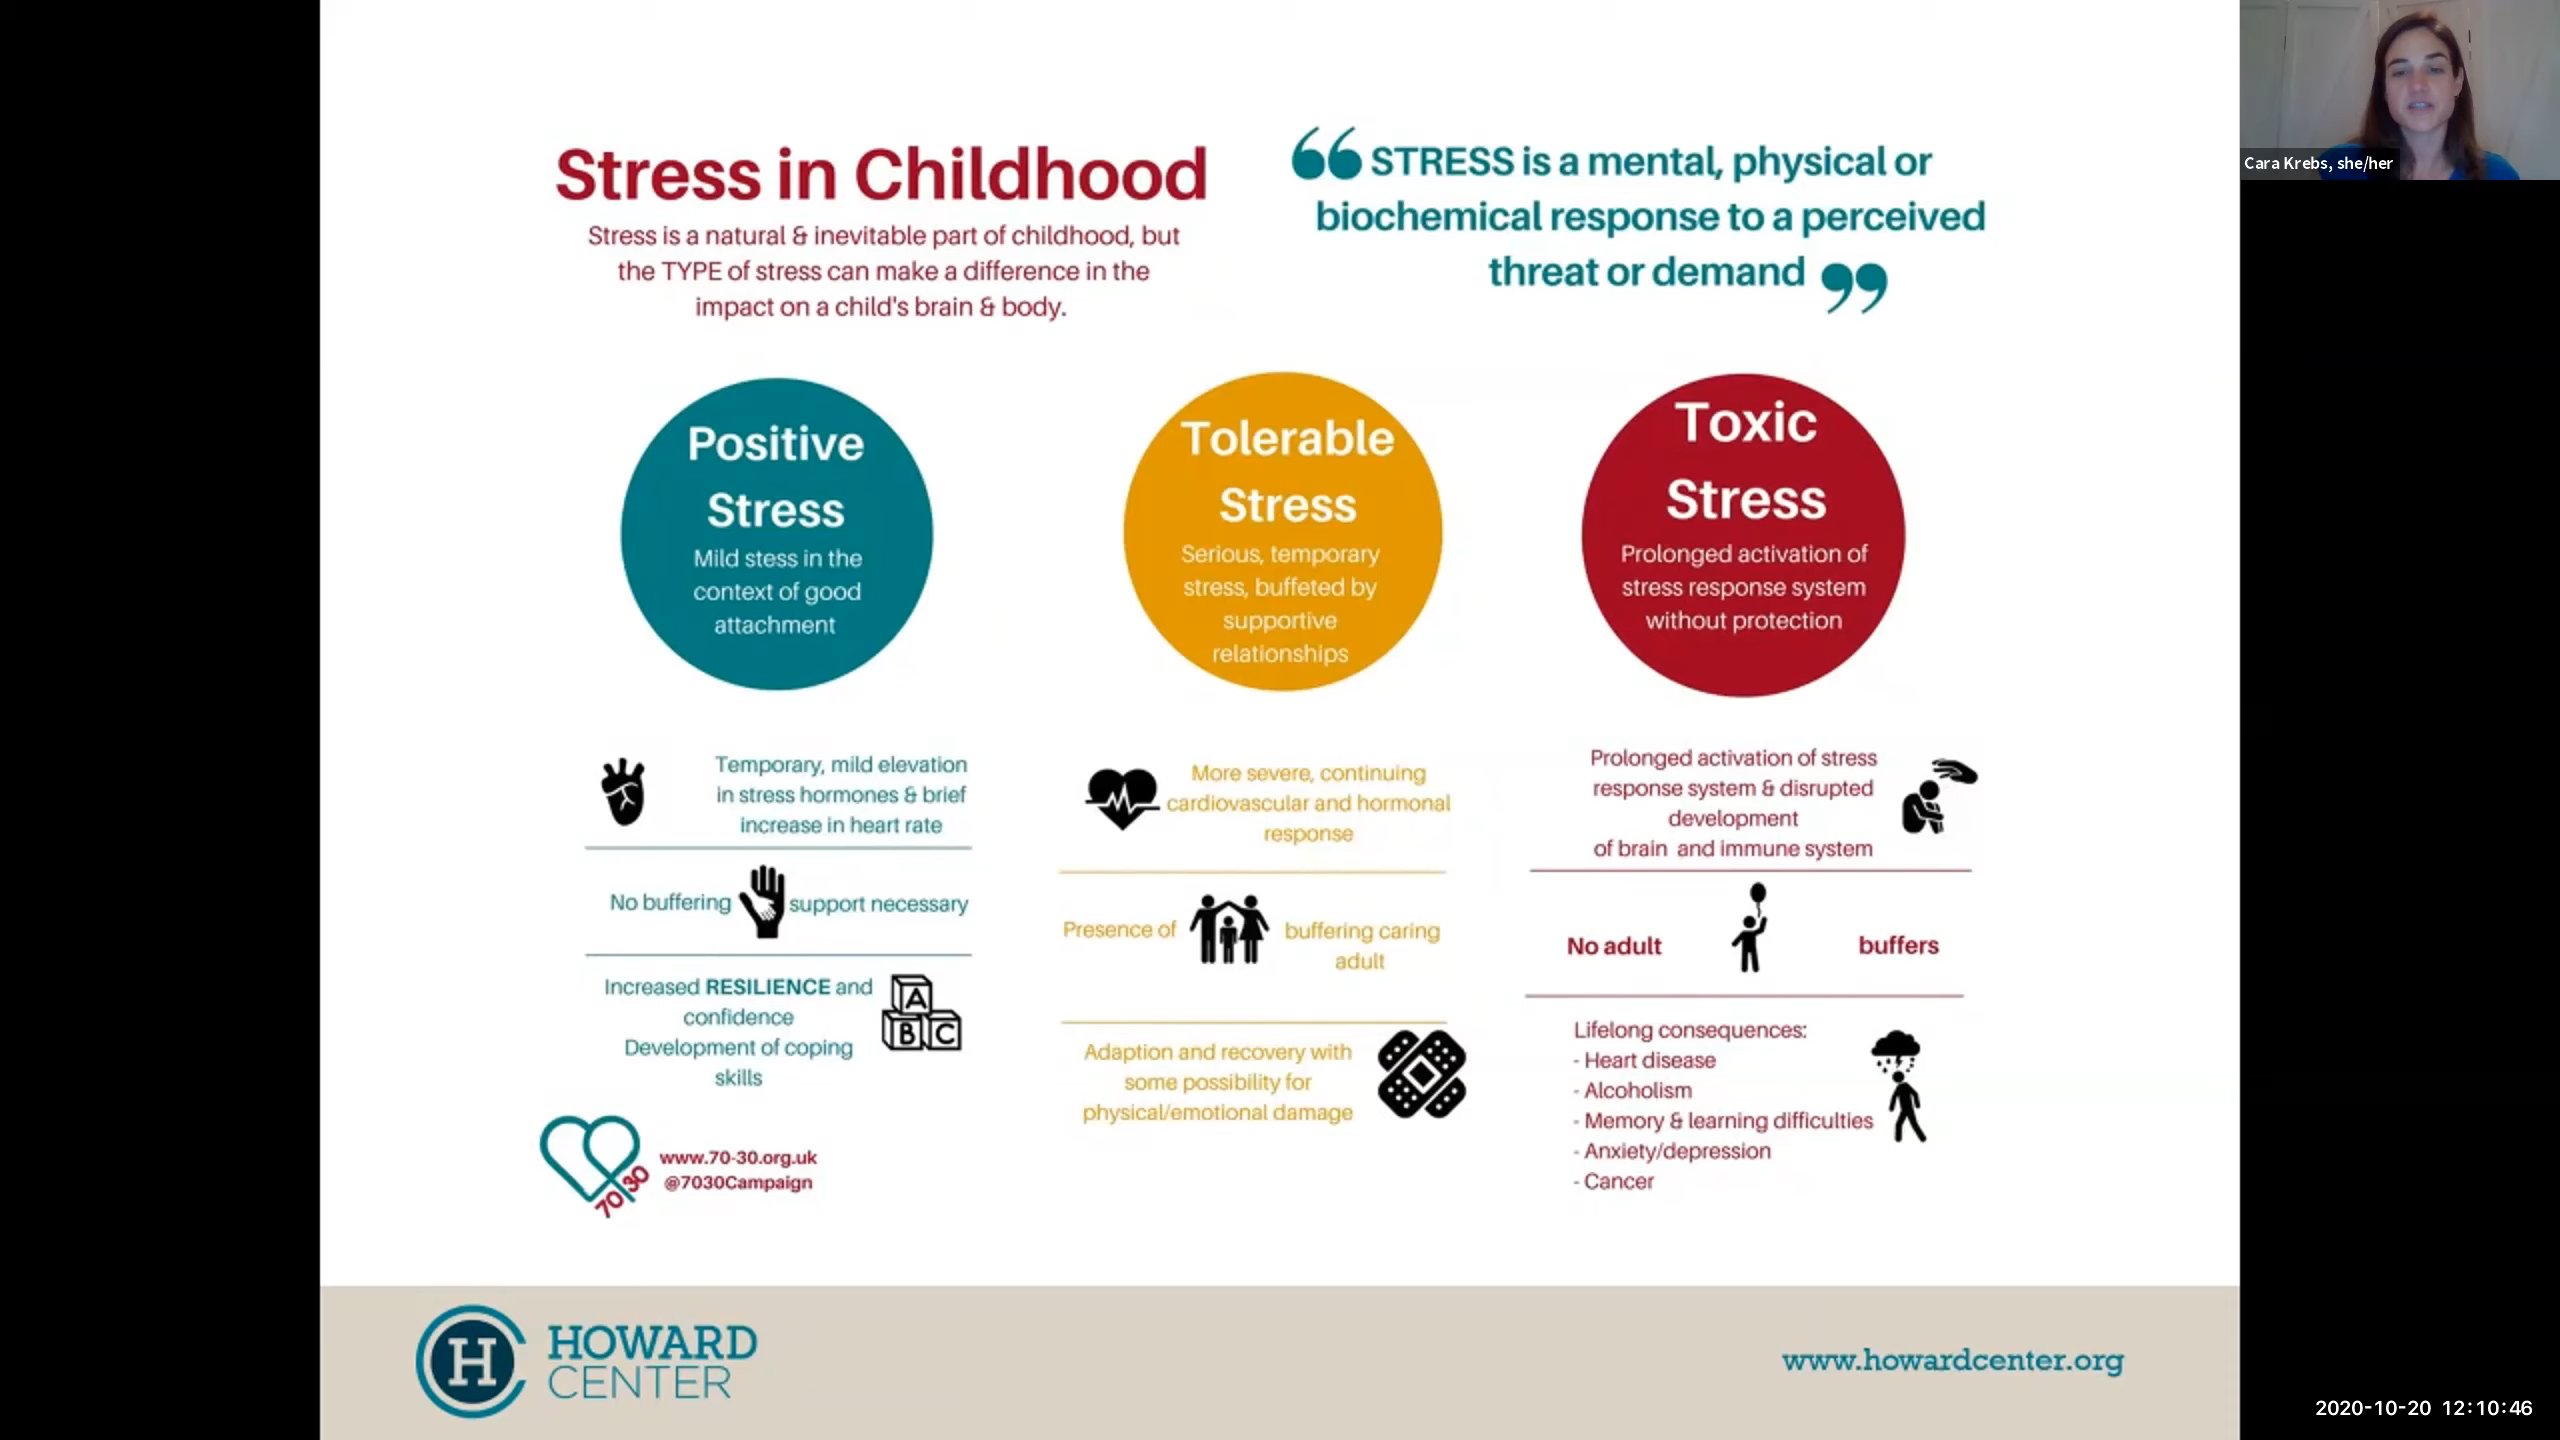 Stress in Childhood
Stress is a natural & inevitable part of childhood, but
the TYPE of stress can make a difference in the
impact on a child's brain & body.
“STRESS is a mental, physical or
biochemical response to a perceived
threat or demand”
Cara Krebs, she/her
Positive
Stress
Mild stess in the
context of good
attachment
Temporary, mild elevation
in stress hormones & brief
increase in heart rate
No buffering support necessary
Increased RESILIENCE and
confidence
Development of coping
skills
A
B C
Tolerable
Stress
Serious, temporary
stress, buffeted by
supportive
relationships
More severe, continuing
cardiovascular and hormonal
response
Presence of buffering caring
adult
Adaption and recovery with
some possibility for
physical/emotional damage
Toxic
Stress
Prolonged activation of
stress response system
without protection
Prolonged activation of stress
response system & disrupted
development
of brain and immune system
No adult buffers
Lifelong consequences:
- Heart disease
- Alcoholism
- Memory & learning difficulties
- Anxiety/depression
- Cancer
70 30
www.70-30.org.uk
@7030Campaign
H
HOWARD
CENTER
www.howardcenter.org
2020-10-20 12:10:46